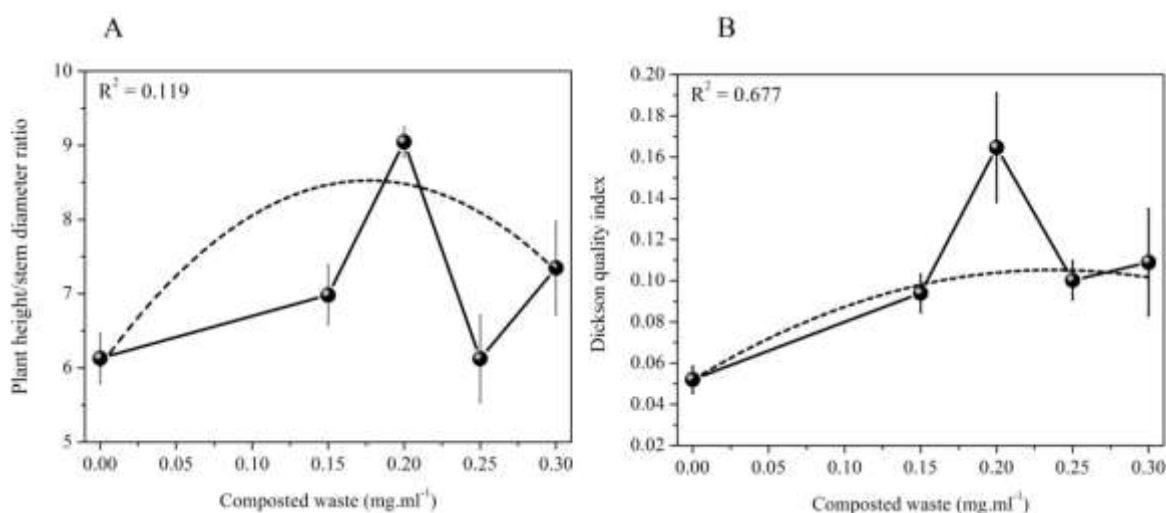 A
R² = 0.119
Plant height/stem diameter ratio
10
9
8
7
6
5
0.00 0.05 0.10 0.15 0.20 0.25 0.30
Composted waste (mg.ml⁻¹)
B
R² = 0.677
Dickson quality index
0.20
0.18
0.16
0.14
0.12
0.10
0.08
0.06
0.04
0.02
0.00 0.05 0.10 0.15 0.20 0.25 0.30
Composted waste (mg.ml⁻¹)